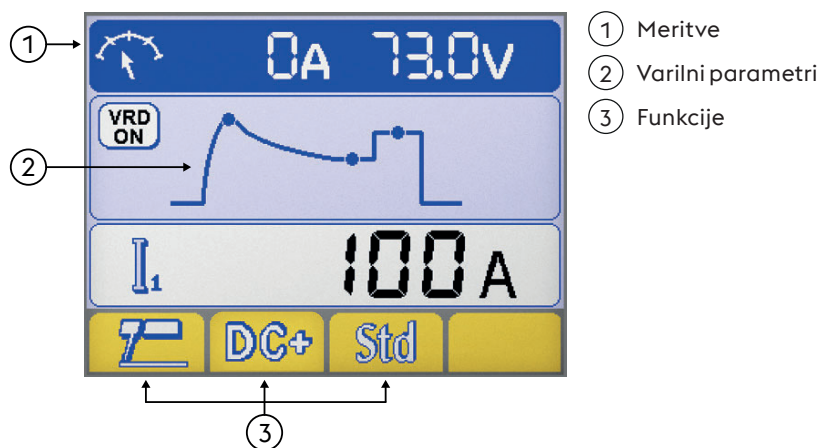 1 0A 73.0V 1 Meritve
2 Varilni parametri
VRD
ON
3 Funkcije
2
I1 100A
DC+ Std
3